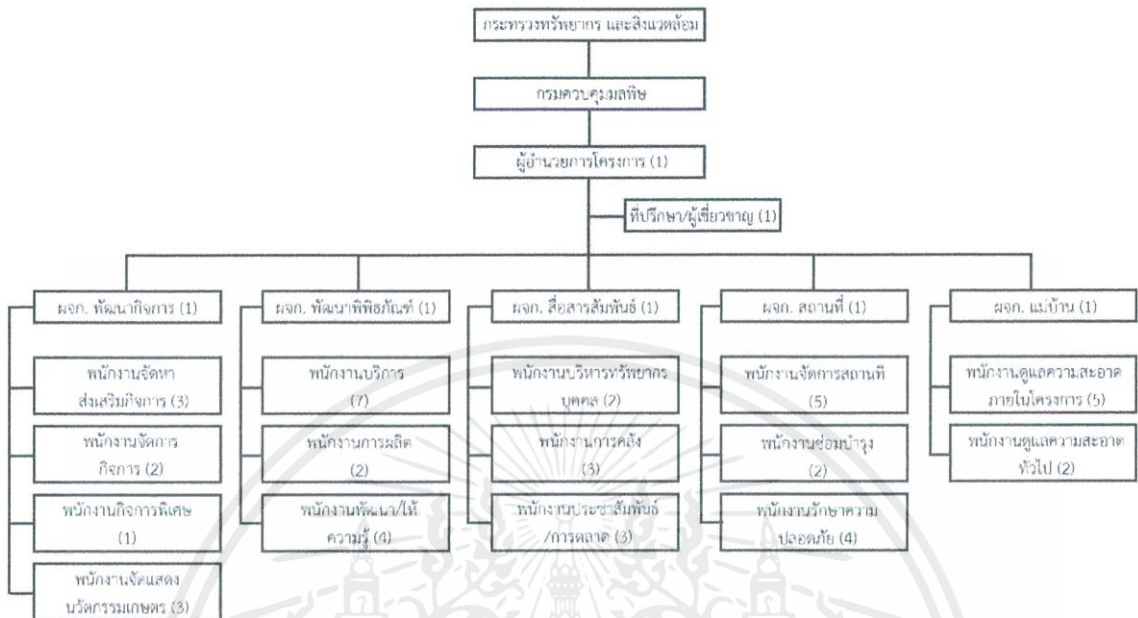 กระทรวงทรัพยากร และสิ่งแวดล้อม
กรมควบคุมมลพิษ
ผู้อำนวยการโครงการ (1)
ที่ปรึกษา/ผู้เชี่ยวชาญ (1)
ผจก. พัฒนากิจการ (1)
พนักงานจัดหา
ส่งเสริมกิจการ (3)
พนักงานจัดการ
กิจการ (2)
พนักงานกิจการพิเศษ
(1)
พนักงานจัดแสดง
นวัตกรรมเกษตร (3)
ผจก. พัฒนาพิพิธภัณฑ์ (1)
พนักงานบริการ
(7)
พนักงานการผลิต
(2)
พนักงานพัฒนา/ให้
ความรู้ (4)
ผจก. สื่อสารสัมพันธ์ (1)
พนักงานบริหารทรัพยากร
บุคคล (2)
พนักงานการคลัง
(3)
พนักงานประชาสัมพันธ์
/การตลาด (3)
ผจก. สถานที่ (1)
พนักงานจัดการสถานที่
(5)
พนักงานซ่อมบำรุง
(2)
พนักงานรักษาความ
ปลอดภัย (4)
ผจก. แม่บ้าน (1)
พนักงานดูแลความสะอาด
ภายในโครงการ (5)
พนักงานดูแลความสะอาด
ทั่วไป (2)